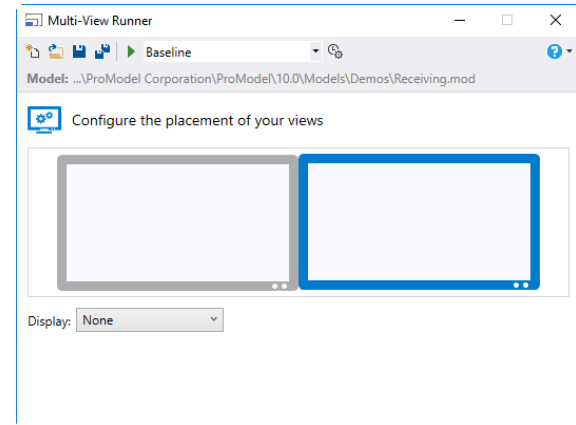 Multi-View Runner
Baseline
Model: ...\ProModel Corporation\ProModel\10.0\Models\Demos\Receiving.mod
Configure the placement of your views
Display: None